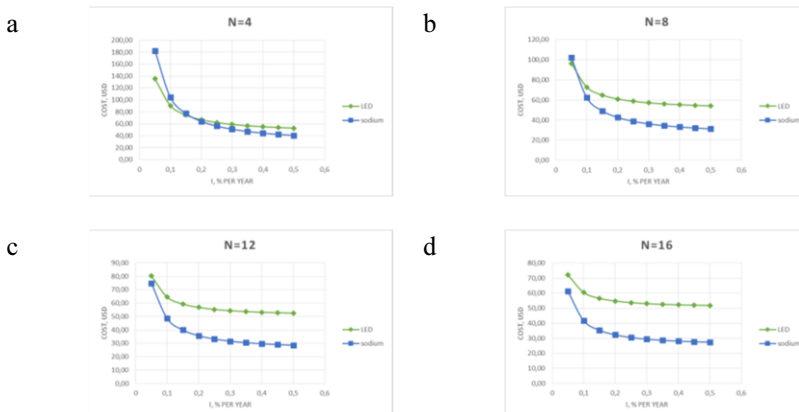 a
N=4
COST, USD
200,00
180,00
160,00
140,00
120,00
100,00
80,00
60,00
40,00
20,00
0,00
0 0,1 0,2 0,3 0,4 0,5 0,6
I, % PER YEAR
LED
sodium
b
N=8
COST, USD
120,00
100,00
80,00
60,00
40,00
20,00
0,00
0 0,1 0,2 0,3 0,4 0,5 0,6
I, % PER YEAR
LED
sodium
c
N=12
COST, USD
90,00
80,00
70,00
60,00
50,00
40,00
30,00
20,00
10,00
0,00
0 0,1 0,2 0,3 0,4 0,5 0,6
I, % PER YEAR
LED
sodium
d
N=16
COST, USD
80,00
70,00
60,00
50,00
40,00
30,00
20,00
10,00
0,00
0 0,1 0,2 0,3 0,4 0,5 0,6
I, % PER YEAR
LED
sodium